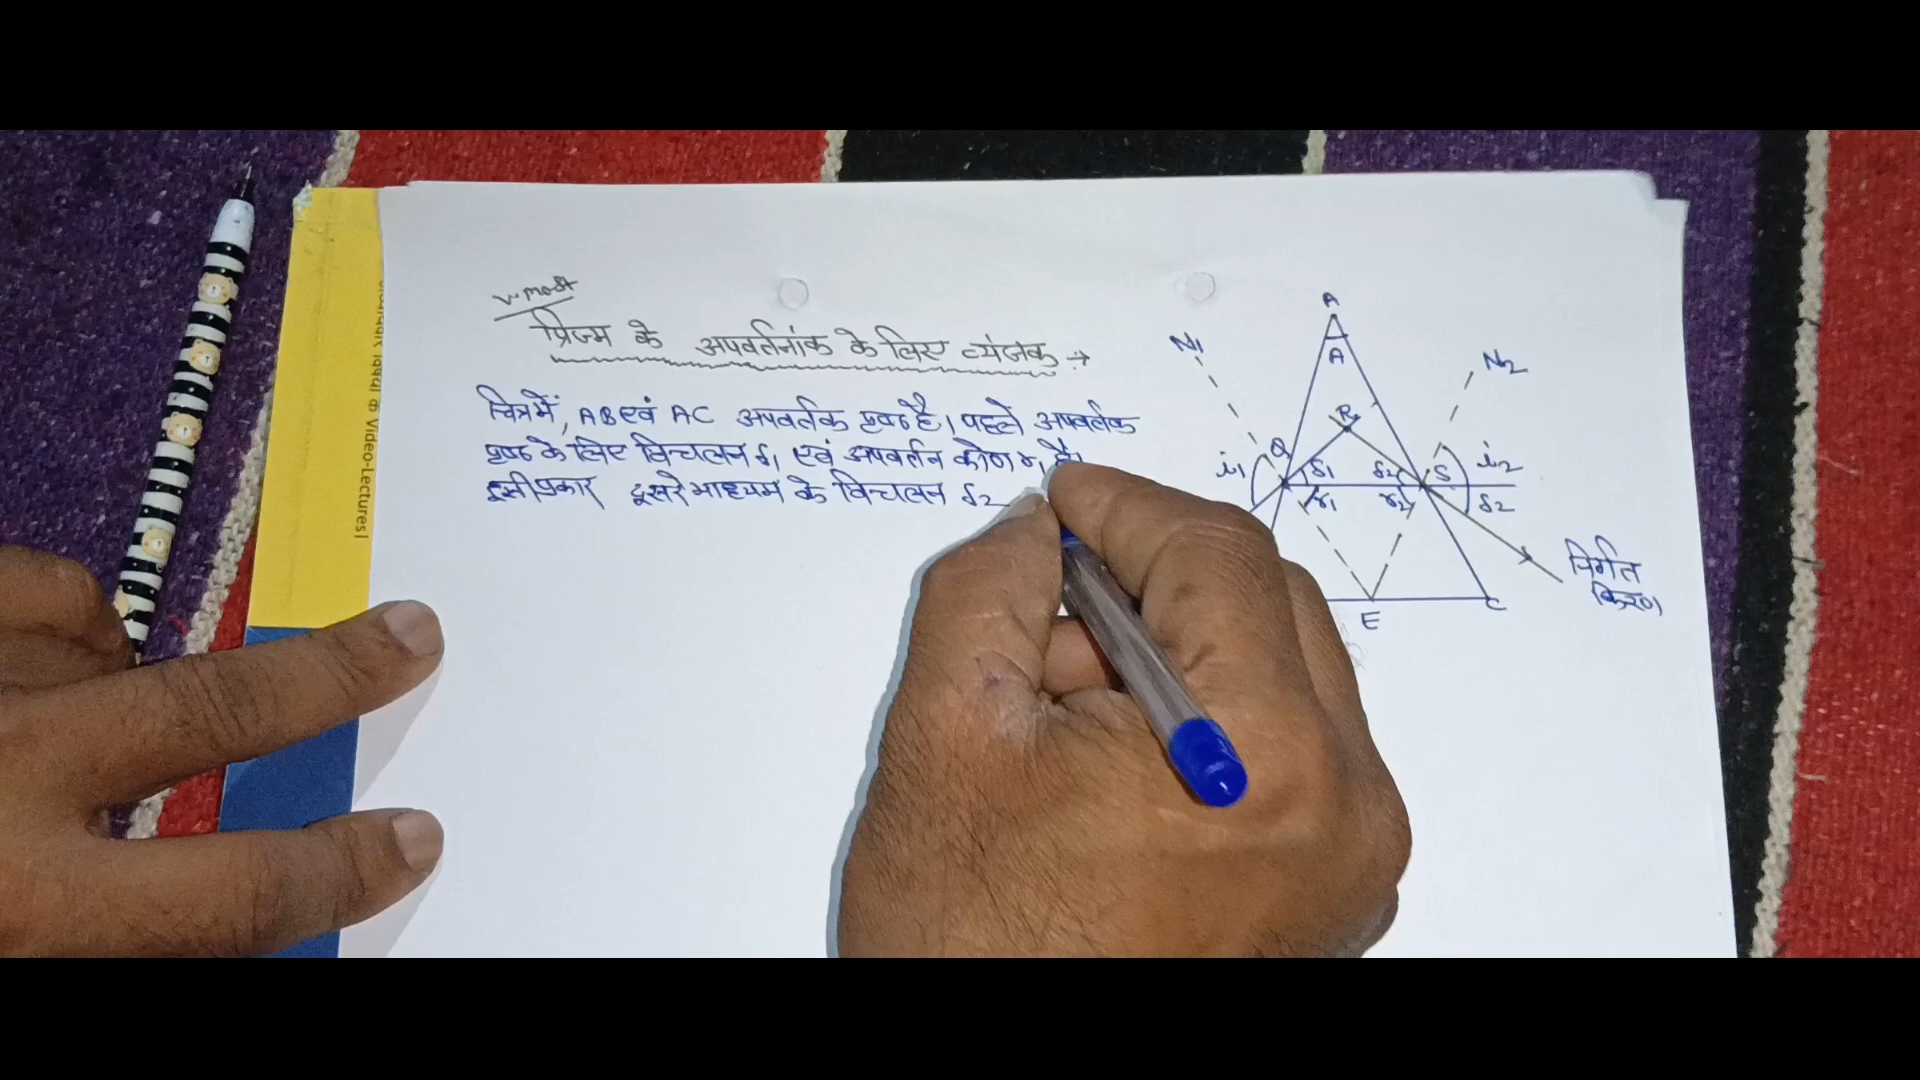 v. most
प्रिज्म के अपवर्तनांक के लिए व्यंजक →
चित्र में, AB एवं AC अपवर्तक पृष्ठ है। पहले अपवर्तक
पृष्ठ के लिए विचलन δ1 एवं अपवर्तन कोण r1 है।
इसी प्रकार दूसरे माध्यम के विचलन δ2
A
A
N1
N2
R
Q
i1
δ1
δ2
S
i2
r1
r2
δ2
निर्गत
किरण
E
C
के Video-Lectures।